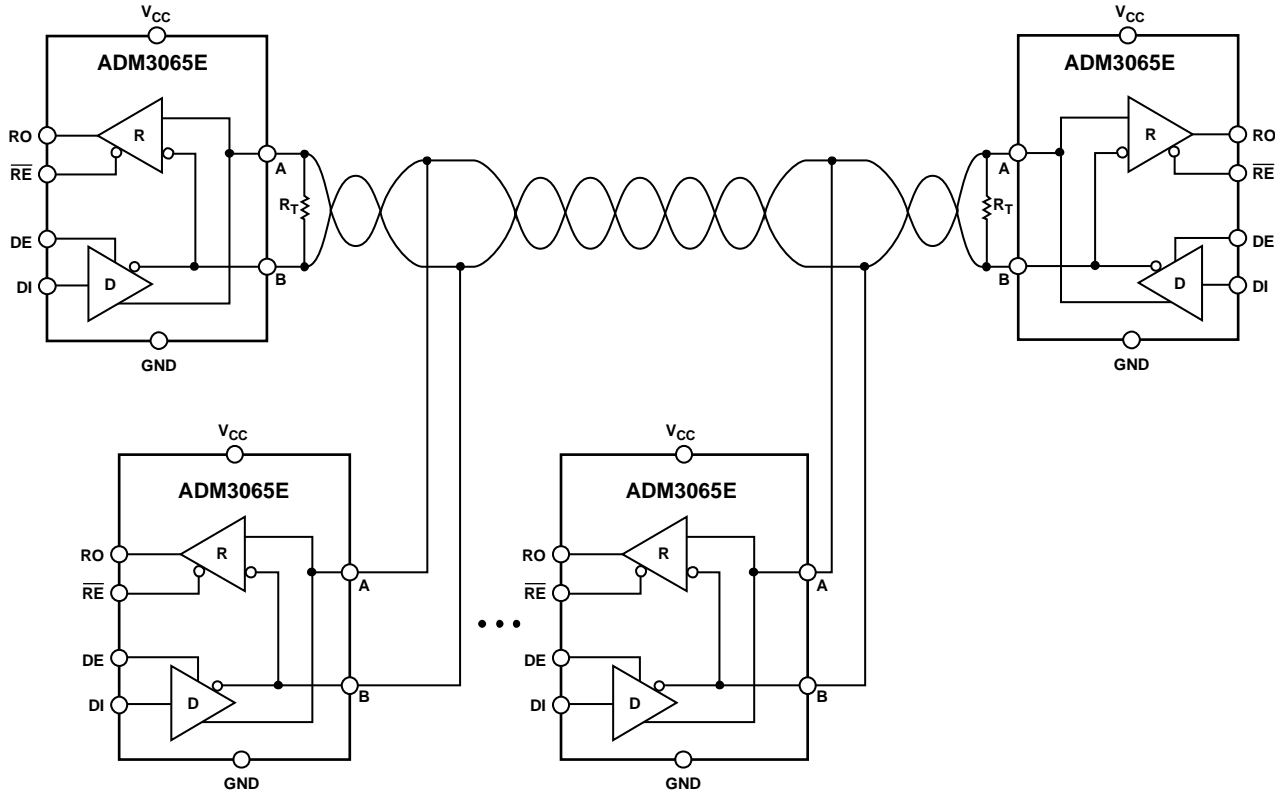 VCC
ADM3065E
RO
R
RE
A
RT
DE
DI
D
B
GND
VCC
ADM3065E
R
RO
RE
A
RT
DE
D
DI
B
GND
VCC
ADM3065E
RO
R
RE
A
DE
DI
D
B
GND
• • •
VCC
ADM3065E
RO
R
RE
A
DE
DI
D
B
GND